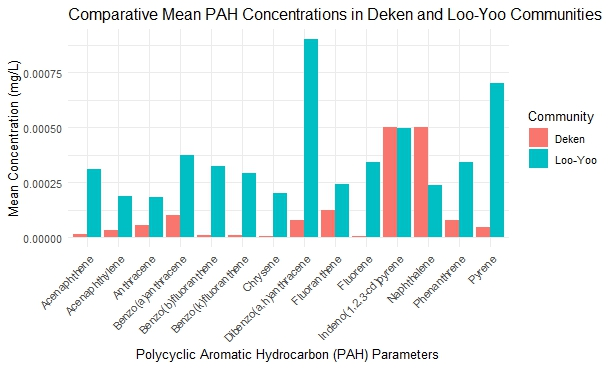 Comparative Mean PAH Concentrations in Deken and Loo-Yoo Communities
Mean Concentration (mg/L)
0.00075
0.00050
0.00025
0.00000
Acenaphthene
Acenaphthylene
Anthracene
Benzo(a)anthracene
Benzo(b)fluoranthene
Benzo(k)fluoranthene
Chrysene
Dibenzo(a,h)anthracene
Fluoranthene
Fluorene
Indeno(1,2,3-cd)pyrene
Naphthalene
Phenanthrene
Pyrene
Polycyclic Aromatic Hydrocarbon (PAH) Parameters
Community
Deken
Loo-Yoo